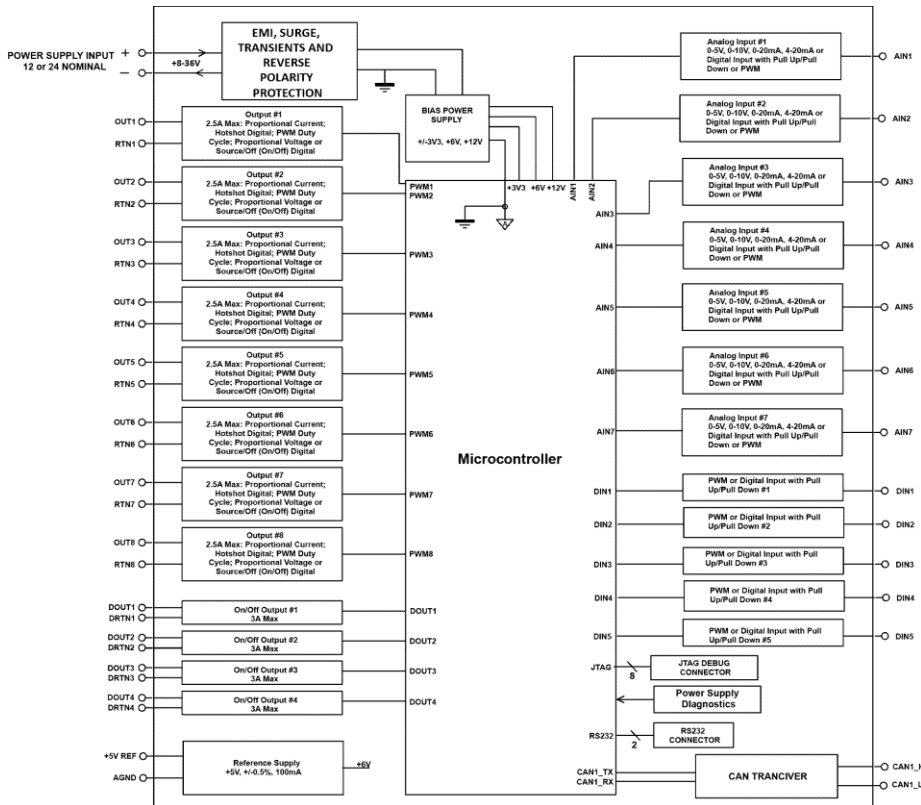 POWER SUPPLY INPUT
12 or 24 NOMINAL
+
−
+8-36V
EMI, SURGE,
TRANSIENTS AND
REVERSE
POLARITY
PROTECTION
BIAS POWER
SUPPLY
+/-3V3, +6V, +12V
OUT1
RTN1
Output #1
2.5A Max: Proportional Current;
Hotshot Digital; PWM Duty
Cycle; Proportional Voltage or
Source/Off (On/Off) Digital
OUT2
RTN2
Output #2
2.5A Max: Proportional Current;
Hotshot Digital; PWM Duty
Cycle; Proportional Voltage or
Source/Off (On/Off) Digital
OUT3
RTN3
Output #3
2.5A Max: Proportional Current;
Hotshot Digital; PWM Duty
Cycle; Proportional Voltage or
Source/Off (On/Off) Digital
OUT4
RTN4
Output #4
2.5A Max: Proportional Current;
Hotshot Digital; PWM Duty
Cycle; Proportional Voltage or
Source/Off (On/Off) Digital
OUT5
RTN5
Output #5
2.5A Max: Proportional Current;
Hotshot Digital; PWM Duty
Cycle; Proportional Voltage or
Source/Off (On/Off) Digital
OUT6
RTN6
Output #6
2.5A Max: Proportional Current;
Hotshot Digital; PWM Duty
Cycle; Proportional Voltage or
Source/Off (On/Off) Digital
OUT7
RTN7
Output #7
2.5A Max: Proportional Current;
Hotshot Digital; PWM Duty
Cycle; Proportional Voltage or
Source/Off (On/Off) Digital
OUT8
RTN8
Output #8
2.5A Max: Proportional Current;
Hotshot Digital; PWM Duty
Cycle; Proportional Voltage or
Source/Off (On/Off) Digital
DOUT1
DRTN1
On/Off Output #1
3A Max
DOUT2
DRTN2
On/Off Output #2
3A Max
DOUT3
DRTN3
On/Off Output #3
3A Max
DOUT4
DRTN4
On/Off Output #4
3A Max
+5V REF
AGND
Reference Supply
+5V, +/-0.5%, 100mA
+6V
+3V3 +6V +12V
AIN1
AIN2
A
PWM1
PWM2
PWM3
PWM4
PWM5
PWM6
PWM7
PWM8
DOUT1
DOUT2
DOUT3
DOUT4
Microcontroller
AIN3
AIN4
AIN5
AIN6
AIN7
DIN1
DIN2
DIN3
DIN4
DIN5
JTAG
RS232
CAN1_TX
CAN1_RX
Analog Input #1
0-5V, 0-10V, 0-20mA, 4-20mA or
Digital Input with Pull Up/Pull
Down or PWM
AIN1
Analog Input #2
0-5V, 0-10V, 0-20mA, 4-20mA or
Digital Input with Pull Up/Pull
Down or PWM
AIN2
Analog Input #3
0-5V, 0-10V, 0-20mA, 4-20mA or
Digital Input with Pull Up/Pull
Down or PWM
AIN3
Analog Input #4
0-5V, 0-10V, 0-20mA, 4-20mA or
Digital Input with Pull Up/Pull
Down or PWM
AIN4
Analog Input #5
0-5V, 0-10V, 0-20mA, 4-20mA or
Digital Input with Pull Up/Pull
Down or PWM
AIN5
Analog Input #6
0-5V, 0-10V, 0-20mA, 4-20mA or
Digital Input with Pull Up/Pull
Down or PWM
AIN6
Analog Input #7
0-5V, 0-10V, 0-20mA, 4-20mA or
Digital Input with Pull Up/Pull
Down or PWM
AIN7
PWM or Digital Input with Pull
Up/Pull Down #1
DIN1
PWM or Digital Input with Pull
Up/Pull Down #2
DIN2
PWM or Digital Input with Pull
Up/Pull Down #3
DIN3
PWM or Digital Input with Pull
Up/Pull Down #4
DIN4
PWM or Digital Input with Pull
Up/Pull Down #5
DIN5
8
JTAG DEBUG
CONNECTOR
Power Supply
Diagnostics
2
RS232
CONNECTOR
CAN TRANCIVER
CAN1_
CAN1_L